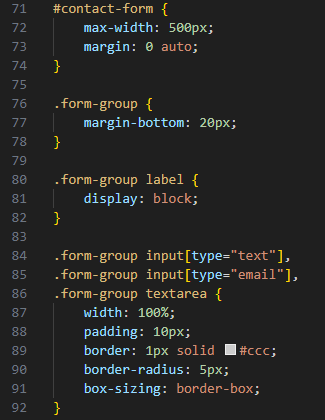 71 #contact-form {
72     max-width: 500px;
73     margin: 0 auto;
74 }
75
76 .form-group {
77     margin-bottom: 20px;
78 }
79
80 .form-group label {
81     display: block;
82 }
83
84 .form-group input[type="text"],
85 .form-group input[type="email"],
86 .form-group textarea {
87     width: 100%;
88     padding: 10px;
89     border: 1px solid #ccc;
90     border-radius: 5px;
91     box-sizing: border-box;
92 }